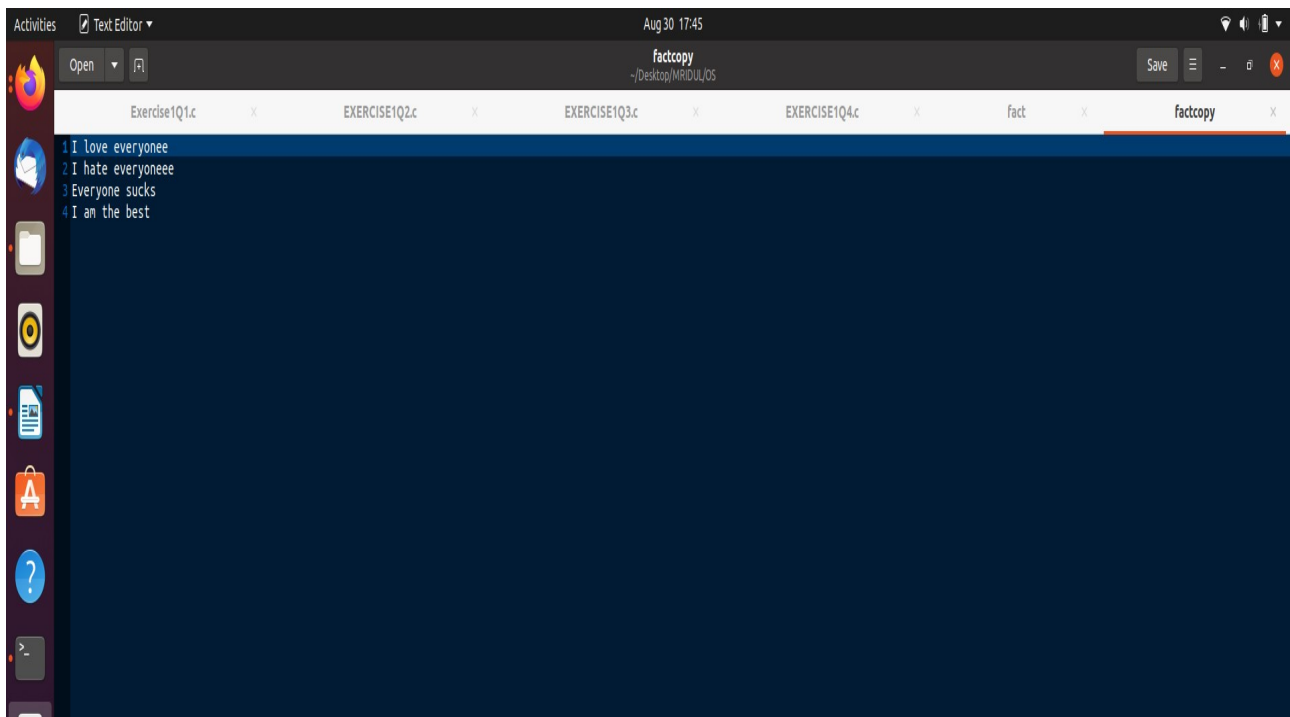 Activities Text Editor Aug 30 17:45
Open factcopy Save
~/Desktop/MRIDUL/OS
Exercise1Q1.c EXERCISE1Q2.c EXERCISE1Q3.c EXERCISE1Q4.c fact factcopy
1 I love everyonee
2 I hate everyoneee
3 Everyone sucks
4 I am the best